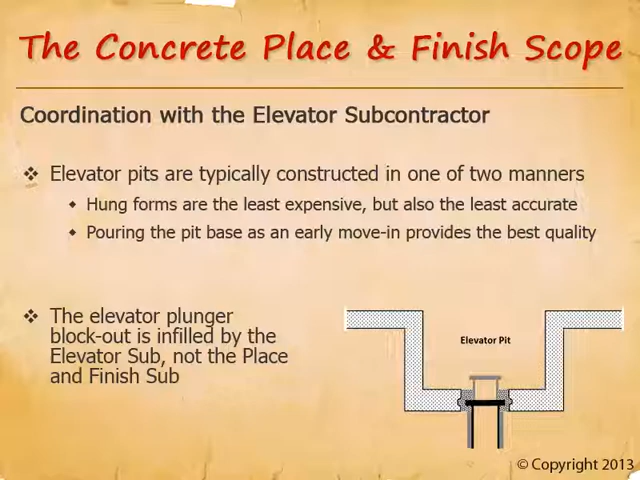 The Concrete Place & Finish Scope
Coordination with the Elevator Subcontractor
Elevator pits are typically constructed in one of two manners
Hung forms are the least expensive, but also the least accurate
Pouring the pit base as an early move-in provides the best quality
The elevator plunger
block-out is infilled by the
Elevator Sub, not the Place
and Finish Sub
Elevator Pit
© Copyright 2013